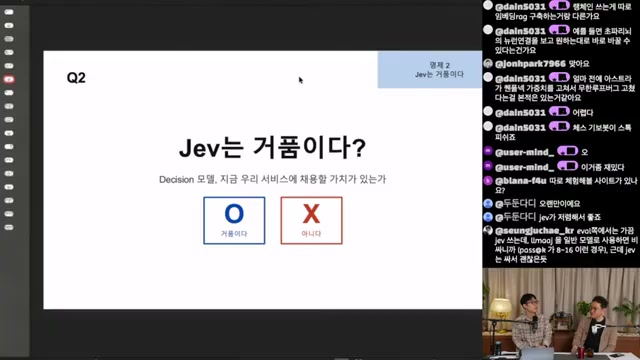 Q2
명제 2
Jev는 거품이다
Jev는 거품이다?
Decision 모델, 지금 우리 서비스에 채용할 가치가 있는가
O
거품이다
X
아니다
@dain5031 랭체인 쓰는게 따로
임베딩rag 구축하는거랑 다른가요
@dain5031 예를 들면 초파리뇌
의 뉴런연결을 보고 원하는대로 바로 바꿀 수
있다는건가요
@jonhpark7966 맞아요
@dain5031 얼마 전에 아스트라
가 퀜플넥 가중치를 고쳐서 무한루프버그 고쳤
다는걸 본적은 있는거같아요
@dain5031 어렵다
@dain5031 체스 기보봇이 스톡
피쉬죠
@user-mind_ 오
@user-mind_ 이거좀 재밌다
@blana-f4u 따로 체험해볼 사이트가 있나
요?
@두둔다디 오랜만이에요
@두둔다디 jev가 저렴해서 좋죠
@seungjuchae_kr eval쪽에서는 가끔
jev 쓰는데, llmaaj 을 일반 모델로 사용하면 비
싸니까 (pass@k 가 8-16 이런 경우), 근데 jev
는 싸서 괜찮은듯